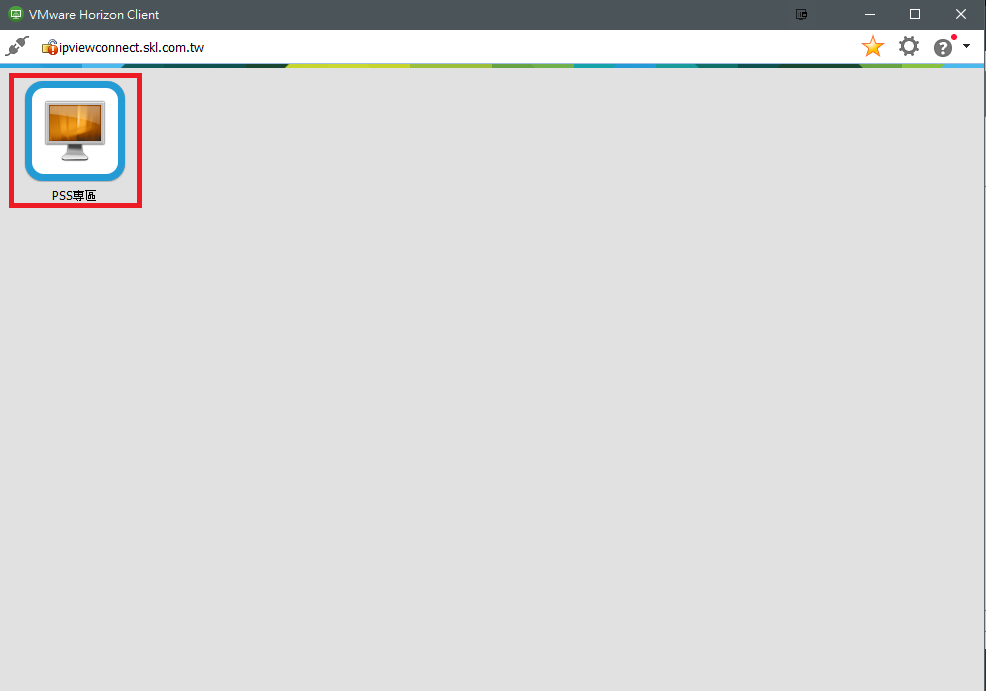 VMware Horizon Client
ipviewconnect.skl.com.tw
PSS專區